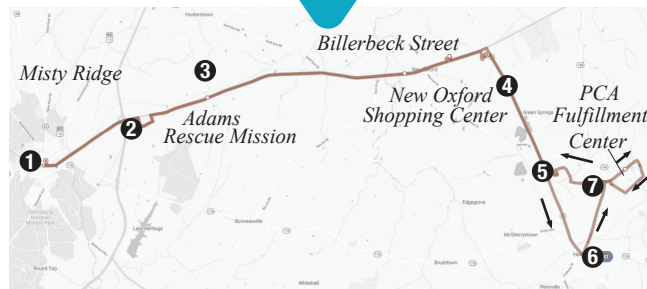 Billerbeck Street
Misty Ridge
3
4
PCA
Fulfillment
Center
New Oxford
Shopping Center
Adams
Rescue Mission
2
1
5
7
6
Green Springs
Lake Heritage
Bonneauville
Edgegrove
McSherrystown
Brushtown
Whitehall
Pennville
Round Top
Gettysburg
National
Military Park
Hunterstown